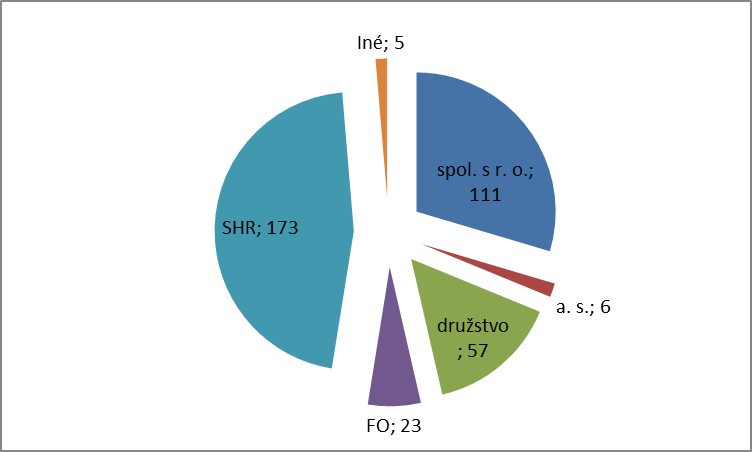 Iné; 5
spol. s r. o.;
111
SHR; 173
a. s.; 6
družstvo
; 57
FO; 23